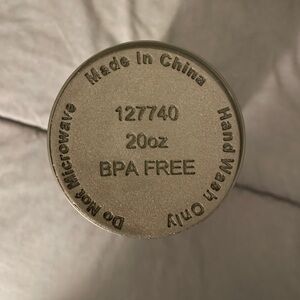 Made In China
127740
20oz
BPA FREE
Hand Wash Only
Do Not Microwave